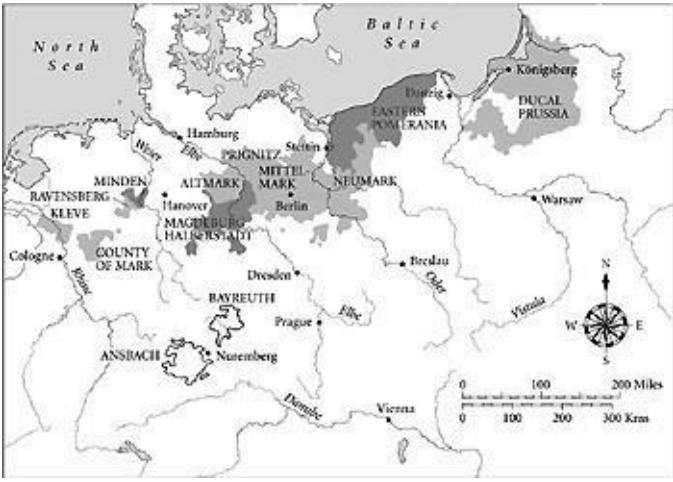 North
Sea
Baltic
Sea
Königsberg
DUCAL
PRUSSIA
Danzig
EASTERN
POMERANIA
Hamburg
Elbe
Weser
Stettin
PRIGNITZ
MITTEL-
MARK
NEUMARK
ALTMARK
MINDEN
RAVENSBERG
KLEVE
Hanover
Berlin
MAGDEBURG
HALBERSTADT
Warsaw
COUNTY
OF MARK
Cologne
Rhine
Dresden
Breslau
Oder
BAYREUTH
Elbe
Prague
Vistula
N
W
E
S
ANSBACH
Nuremberg
Danube
Vienna
0 100 200 Miles
0 100 200 300 Kms